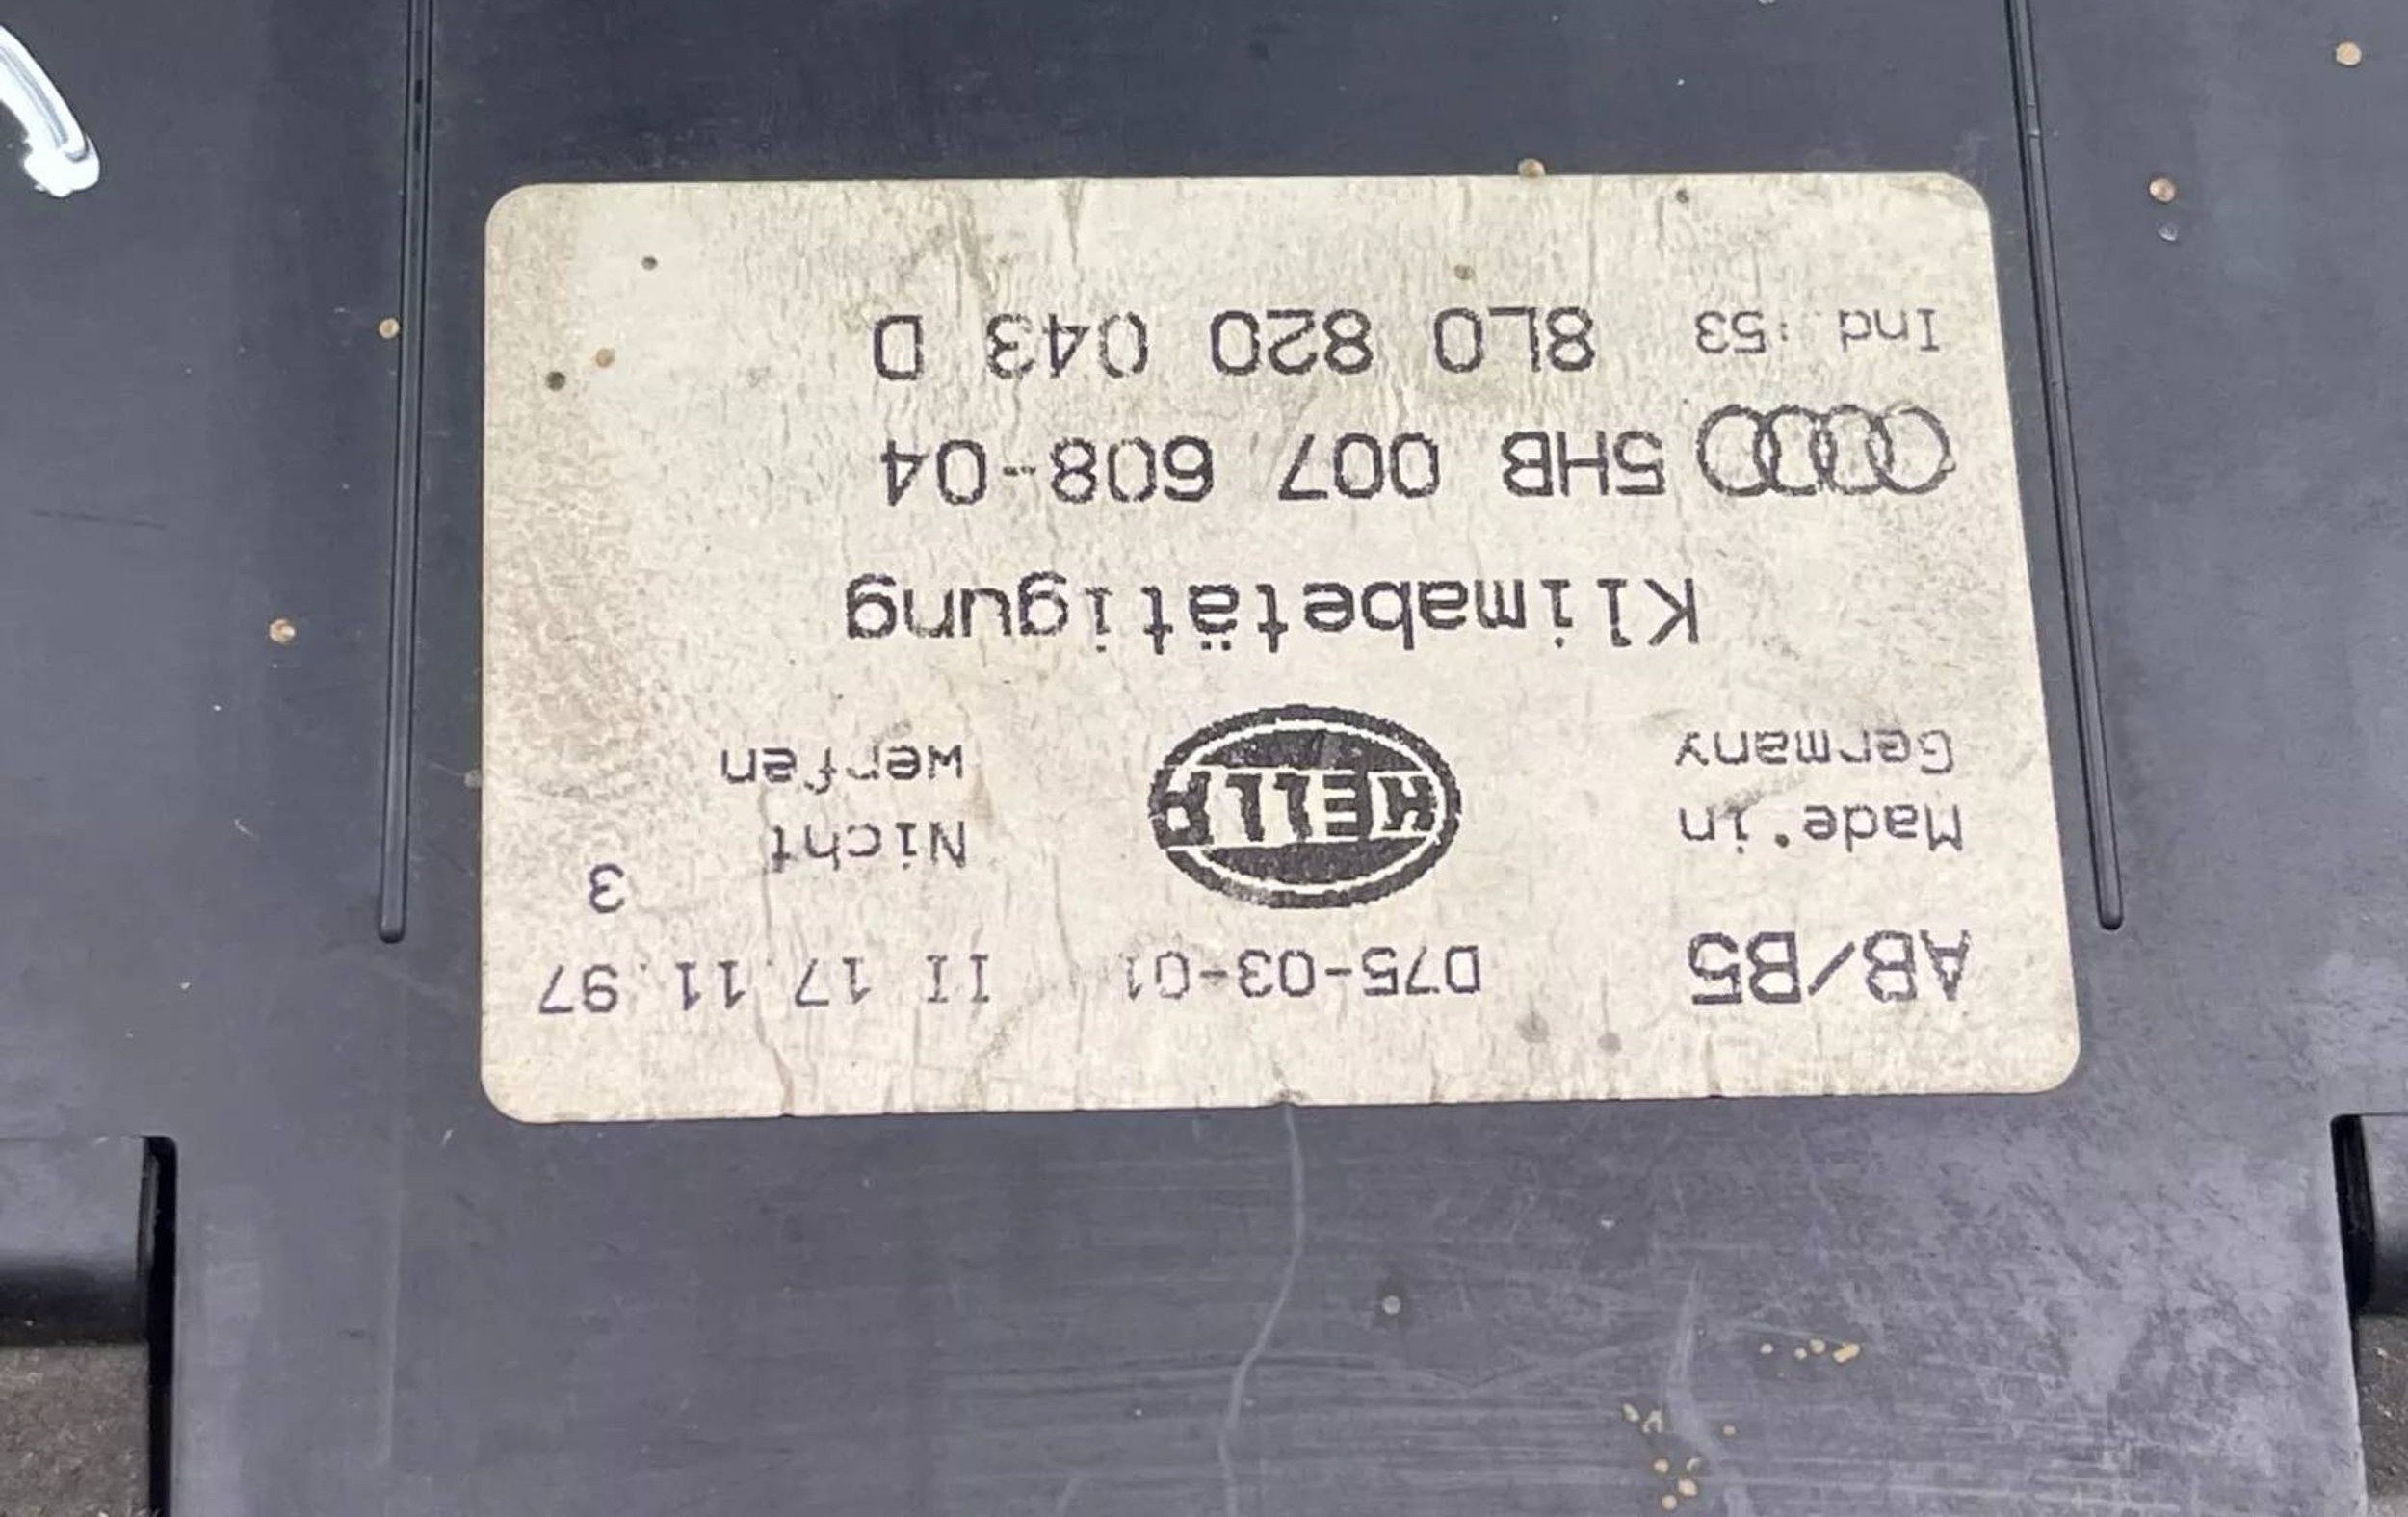 AB/B5 D75-03-01 II 17.11.97
3
Made in Germany
HELLA
Nicht werfen
Klimabetätigung
5HB 007 608-04
Ind.:53 8L0 820 043 D